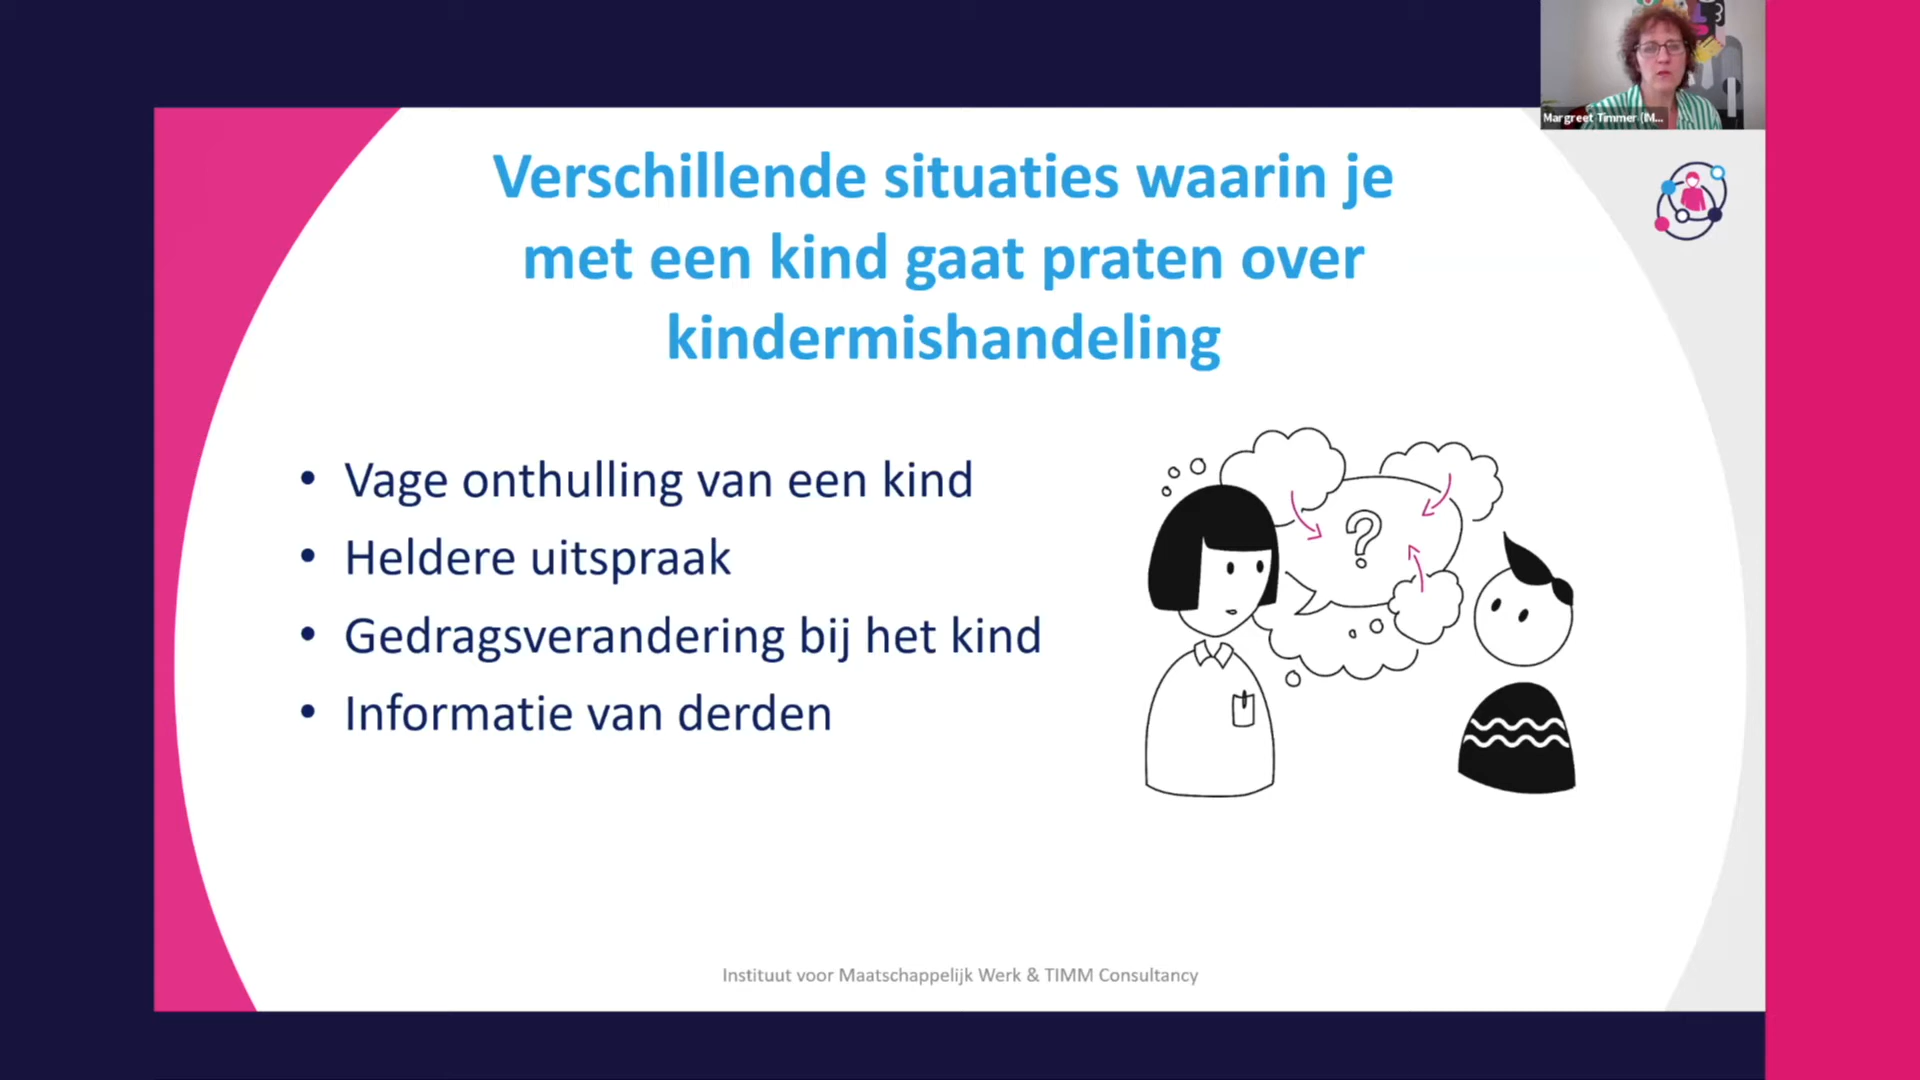 Margreet Timmer (IM...
Verschillende situaties waarin je
met een kind gaat praten over
kindermishandeling
• Vage onthulling van een kind
• Heldere uitspraak
• Gedragsverandering bij het kind
• Informatie van derden
?
Instituut voor Maatschappelijk Werk & TIMM Consultancy